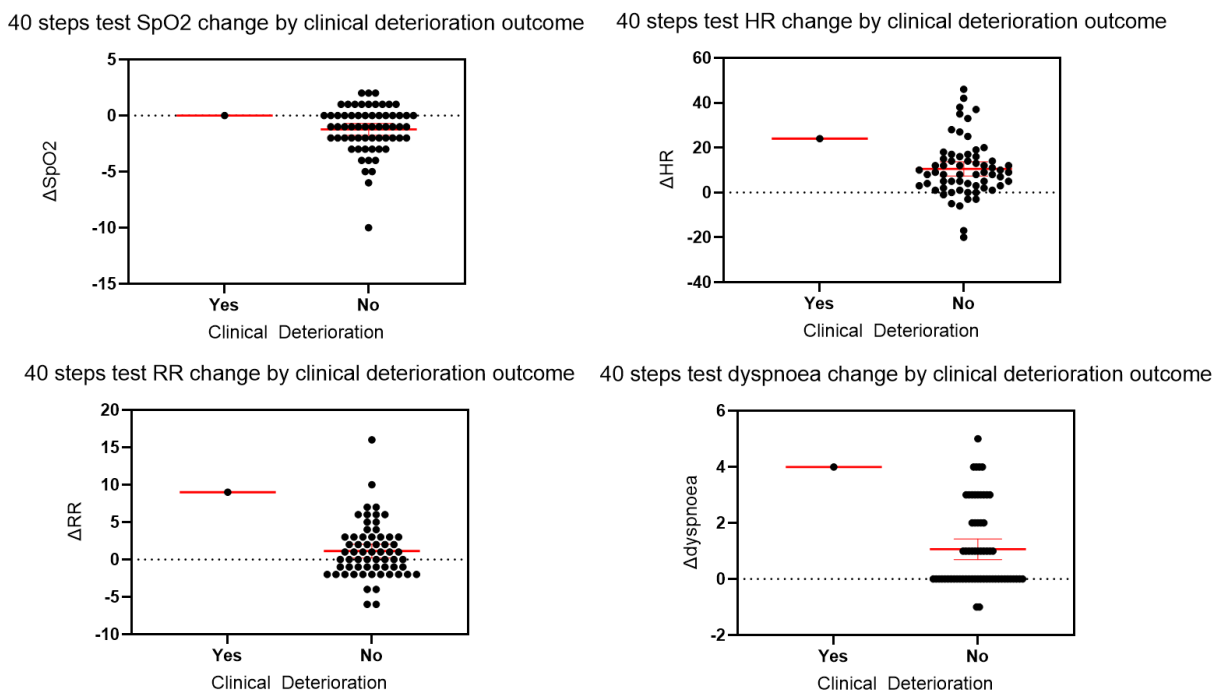 40 steps test SpO2 change by clinical deterioration outcome
5
0
-5
-10
-15
ΔSpO2
Yes
No
Clinical Deterioration
40 steps test HR change by clinical deterioration outcome
60
40
20
0
-20
-40
ΔHR
Yes
No
Clinical Deterioration
40 steps test RR change by clinical deterioration outcome
20
15
10
5
0
-5
-10
ΔRR
Yes
No
Clinical Deterioration
40 steps test dyspnoea change by clinical deterioration outcome
6
4
2
0
-2
Δdyspnoea
Yes
No
Clinical Deterioration